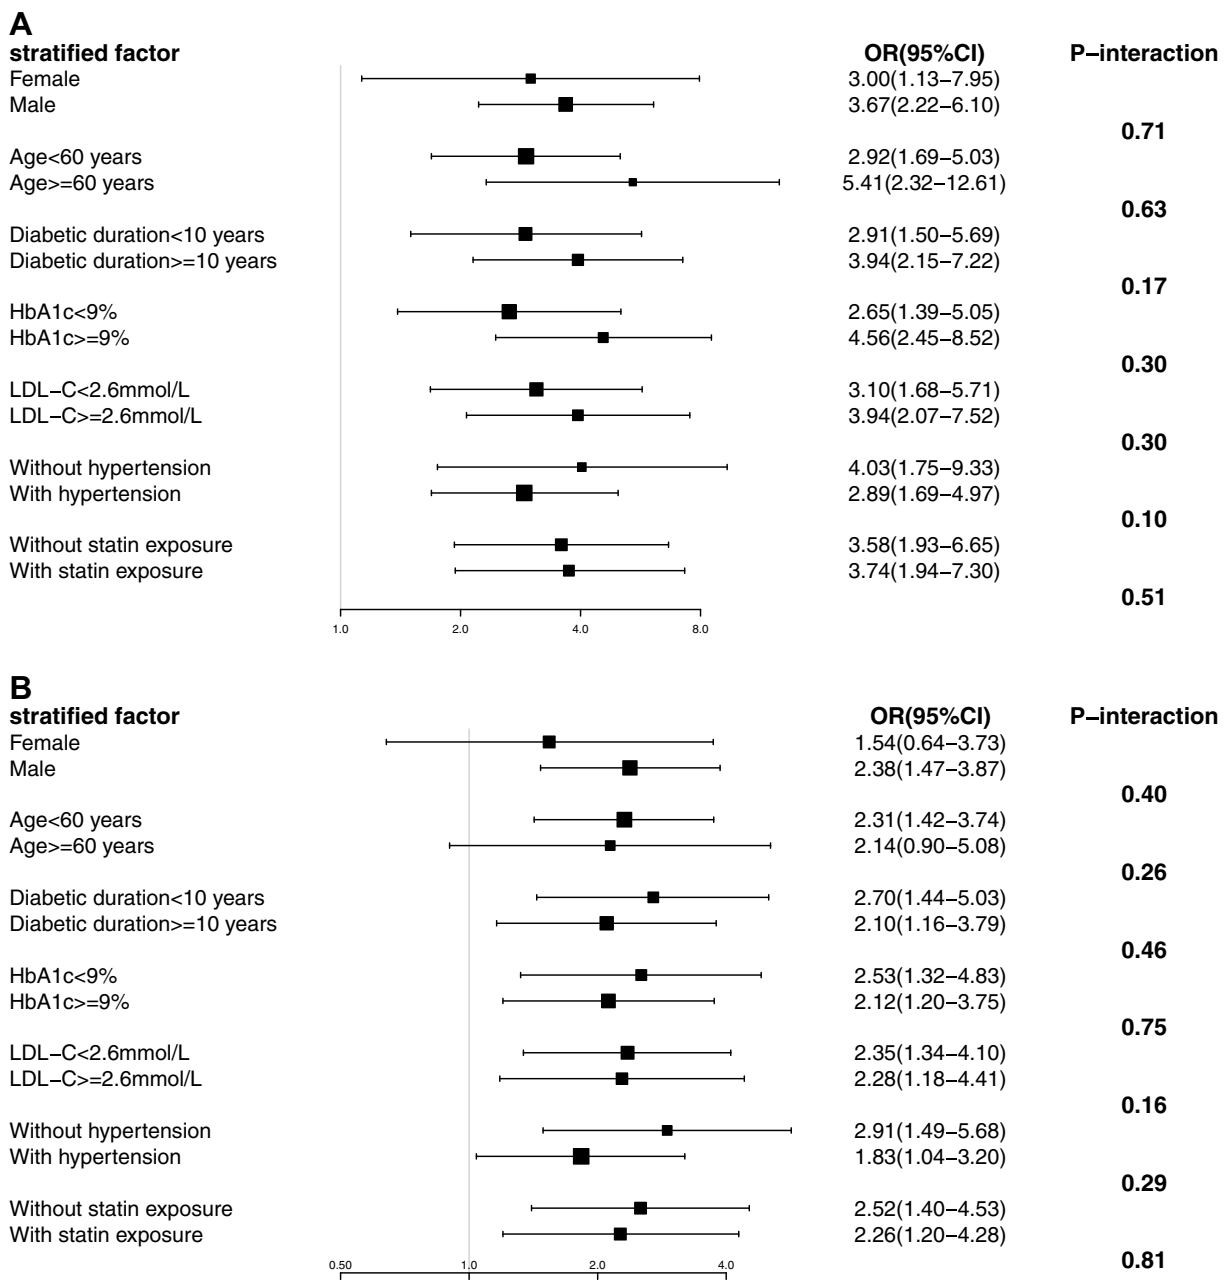 A
stratified factor OR(95%CI) P−interaction
Female 3.00(1.13−7.95)
Male 3.67(2.22−6.10)
0.71
Age<60 years 2.92(1.69−5.03)
Age>=60 years 5.41(2.32−12.61)
0.63
Diabetic duration<10 years 2.91(1.50−5.69)
Diabetic duration>=10 years 3.94(2.15−7.22)
0.17
HbA1c<9% 2.65(1.39−5.05)
HbA1c>=9% 4.56(2.45−8.52)
0.30
LDL−C<2.6mmol/L 3.10(1.68−5.71)
LDL−C>=2.6mmol/L 3.94(2.07−7.52)
0.30
Without hypertension 4.03(1.75−9.33)
With hypertension 2.89(1.69−4.97)
0.10
Without statin exposure 3.58(1.93−6.65)
With statin exposure 3.74(1.94−7.30)
0.51
1.0 2.0 4.0 8.0
B
stratified factor OR(95%CI) P−interaction
Female 1.54(0.64−3.73)
Male 2.38(1.47−3.87)
0.40
Age<60 years 2.31(1.42−3.74)
Age>=60 years 2.14(0.90−5.08)
0.26
Diabetic duration<10 years 2.70(1.44−5.03)
Diabetic duration>=10 years 2.10(1.16−3.79)
0.46
HbA1c<9% 2.53(1.32−4.83)
HbA1c>=9% 2.12(1.20−3.75)
0.75
LDL−C<2.6mmol/L 2.35(1.34−4.10)
LDL−C>=2.6mmol/L 2.28(1.18−4.41)
0.16
Without hypertension 2.91(1.49−5.68)
With hypertension 1.83(1.04−3.20)
0.29
Without statin exposure 2.52(1.40−4.53)
With statin exposure 2.26(1.20−4.28)
0.81
0.50 1.0 2.0 4.0